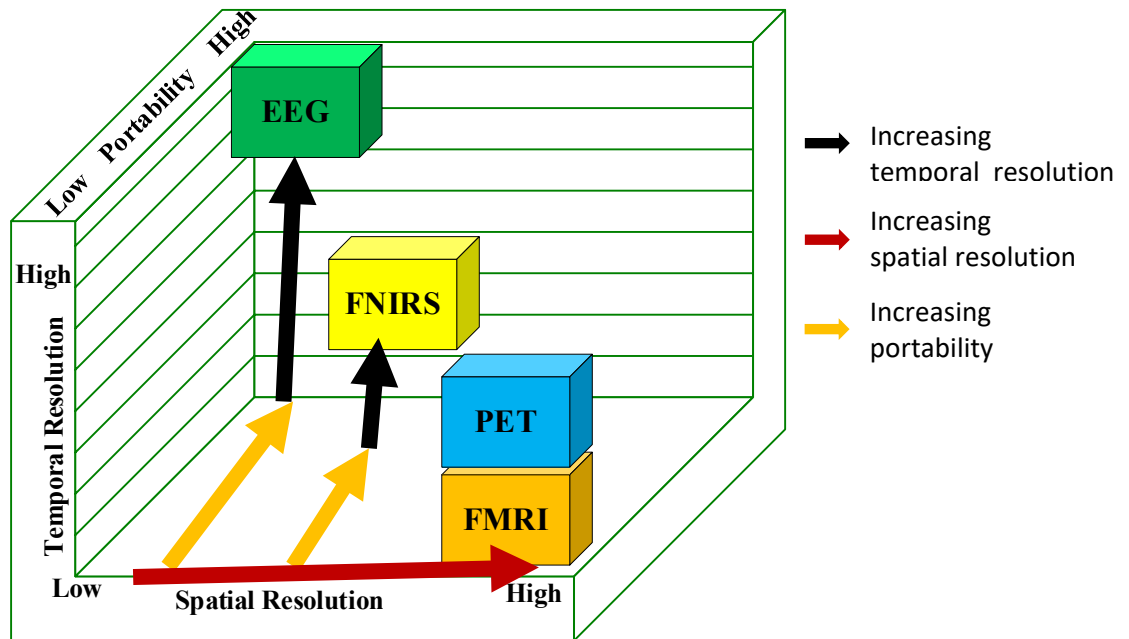 High
Portability
Low
EEG
Increasing
temporal resolution
Increasing
spatial resolution
Increasing
portability
High
FNIRS
Temporal Resolution
PET
FMRI
Low
Spatial Resolution
High